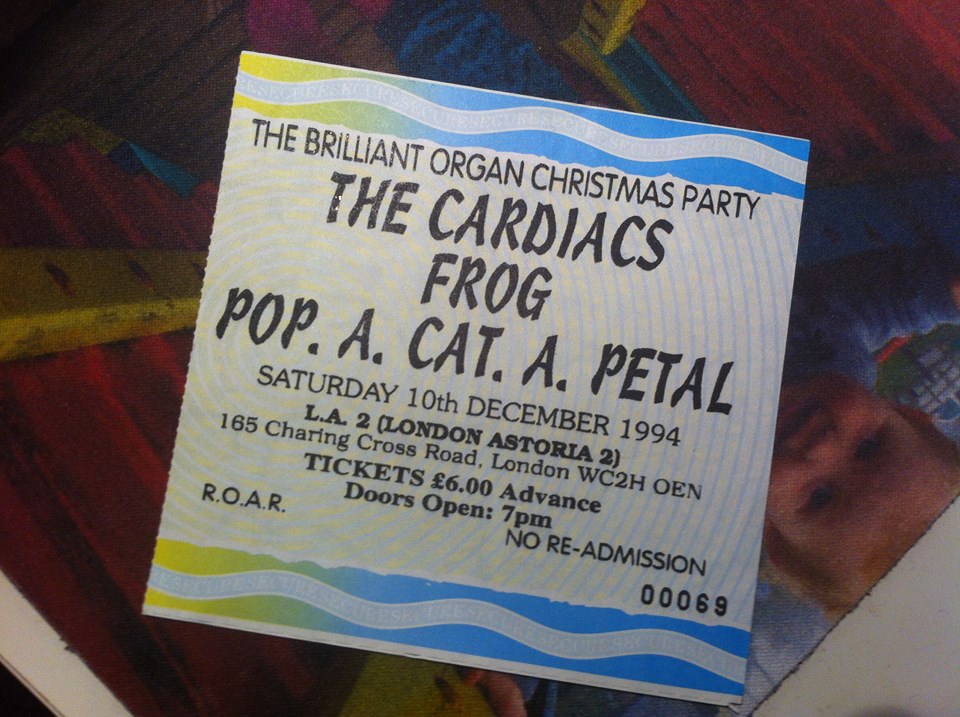 THE BRILLIANT ORGAN CHRISTMAS PARTY
THE CARDIACS
FROG
POP. A. CAT. A. PETAL
SATURDAY 10th DECEMBER 1994
L.A. 2 (LONDON ASTORIA 2)
165 Charing Cross Road, London WC2H OEN
TICKETS £6.00 Advance
Doors Open: 7pm
R.O.A.R.
NO RE-ADMISSION
00069